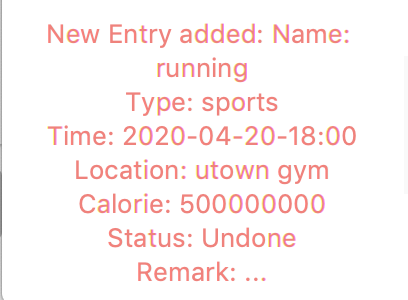 New Entry added: Name:
running
Type: sports
Time: 2020-04-20-18:00
Location: utown gym
Calorie: 500000000
Status: Undone
Remark: ...